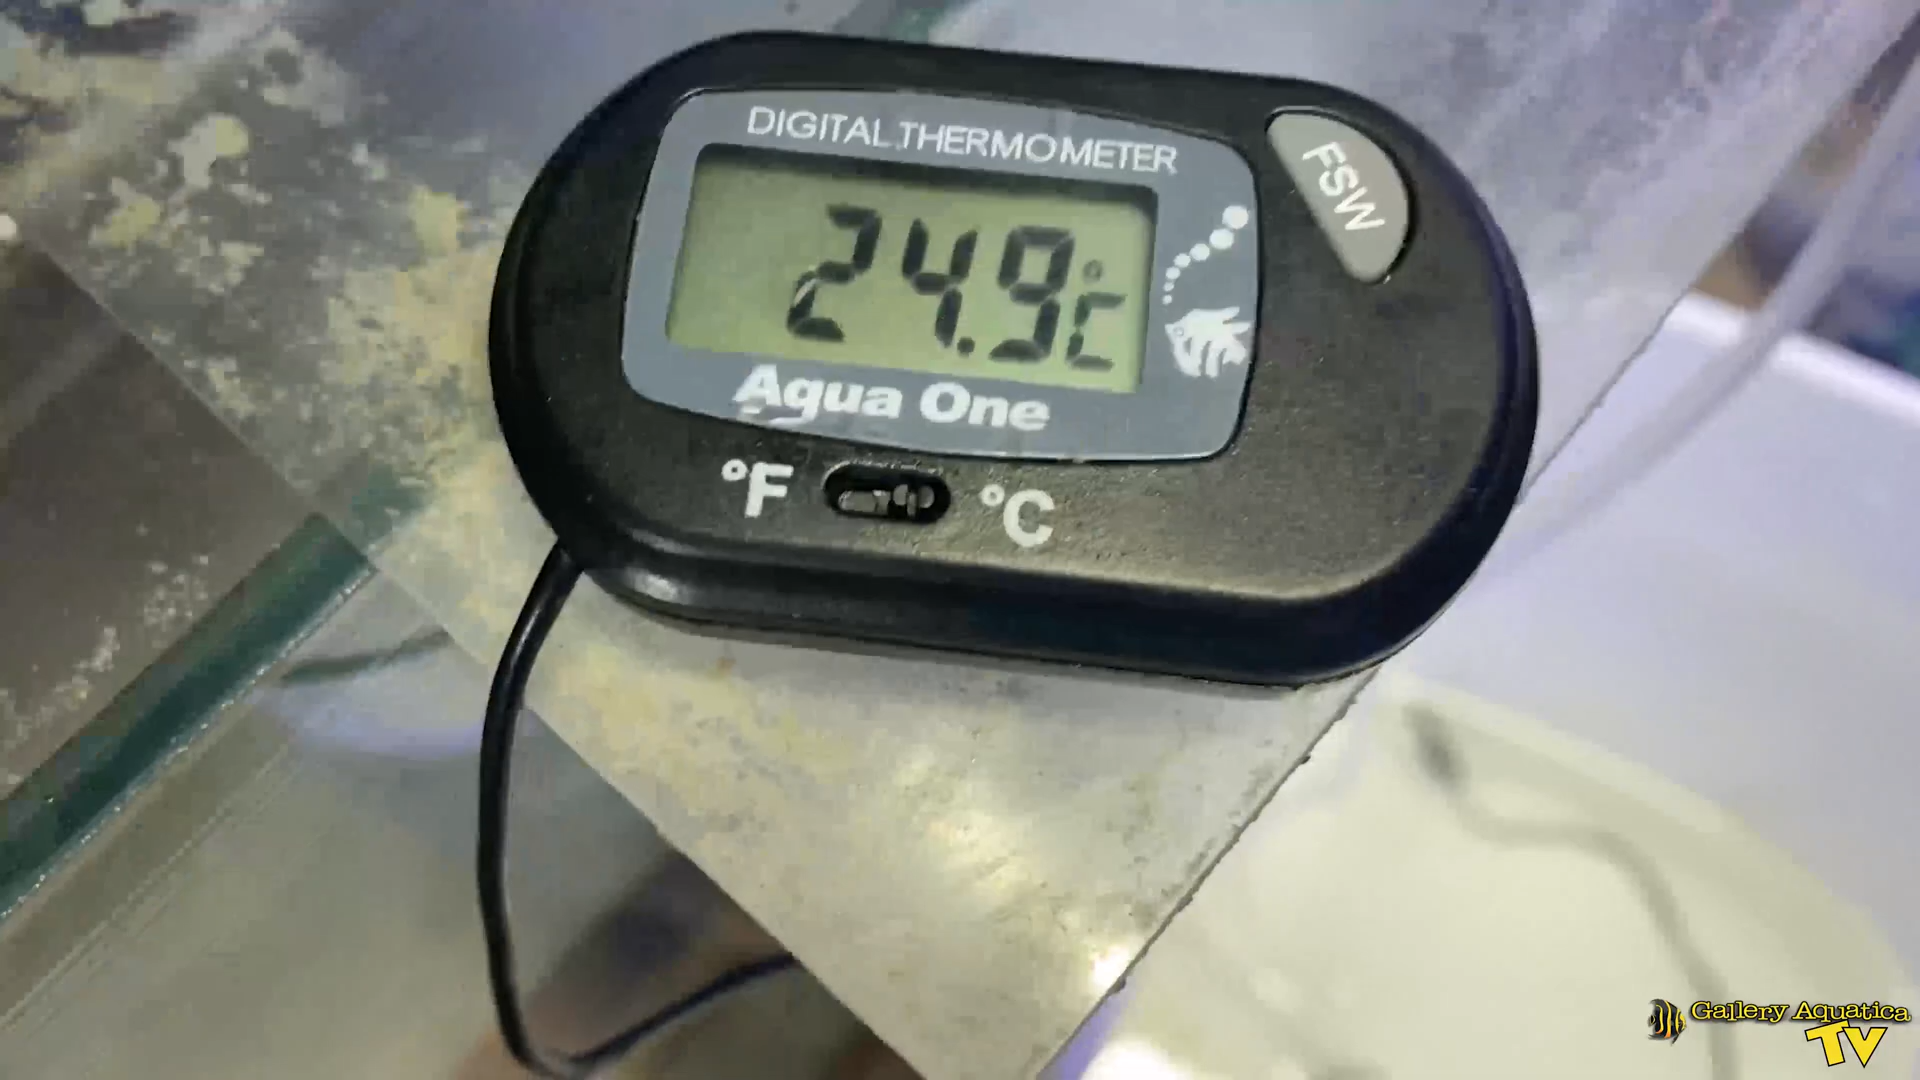 DIGITAL THERMOMETER
FSW
24.9°C
Aqua One
°F °C
Gallery Aquatica
TV